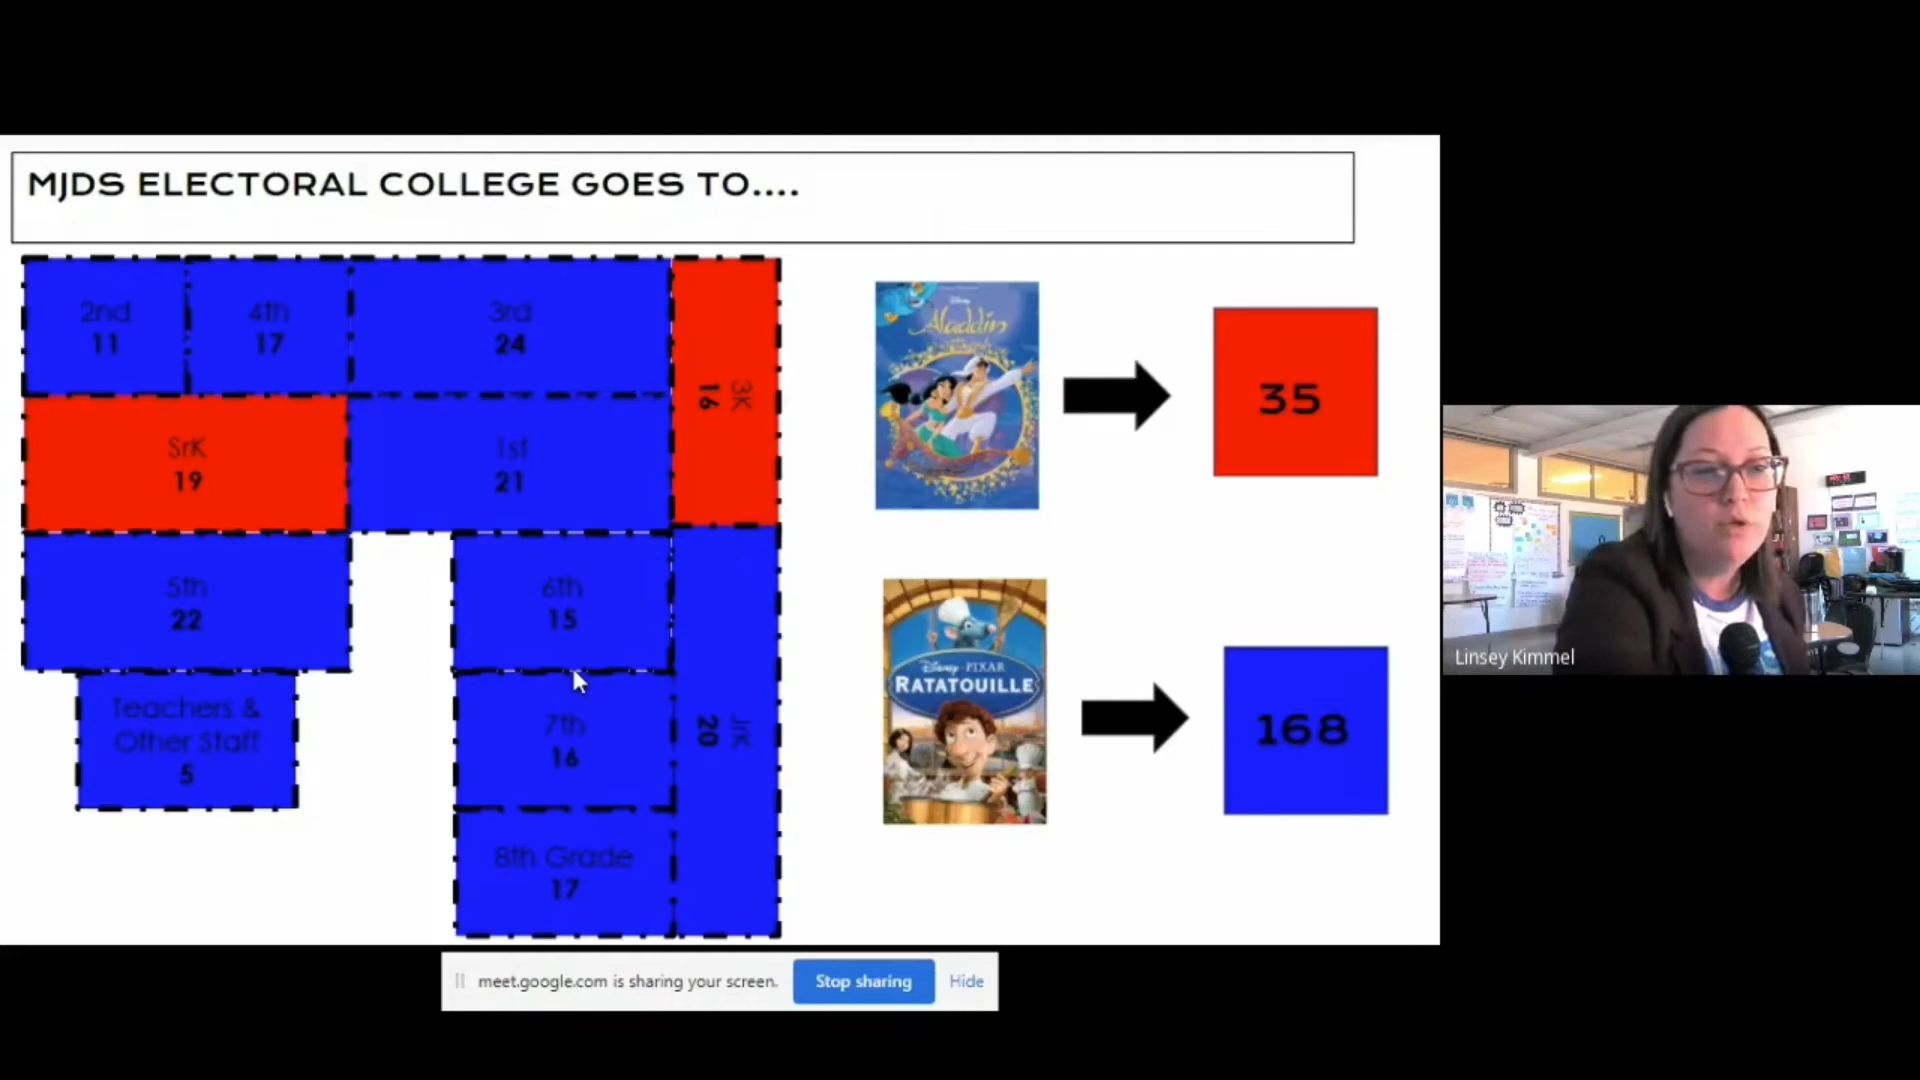 MJDS ELECTORAL COLLEGE GOES TO....
2nd
11
4th
17
3rd
24
3K
16
SrK
19
1st
21
5th
22
6th
15
JrK
20
Teachers &
Other Staff
5
7th
16
8th Grade
17
Disney
Aladdin
35
Disney PIXAR
RATATOUILLE
168
Linsey Kimmel
meet.google.com is sharing your screen.
Stop sharing
Hide